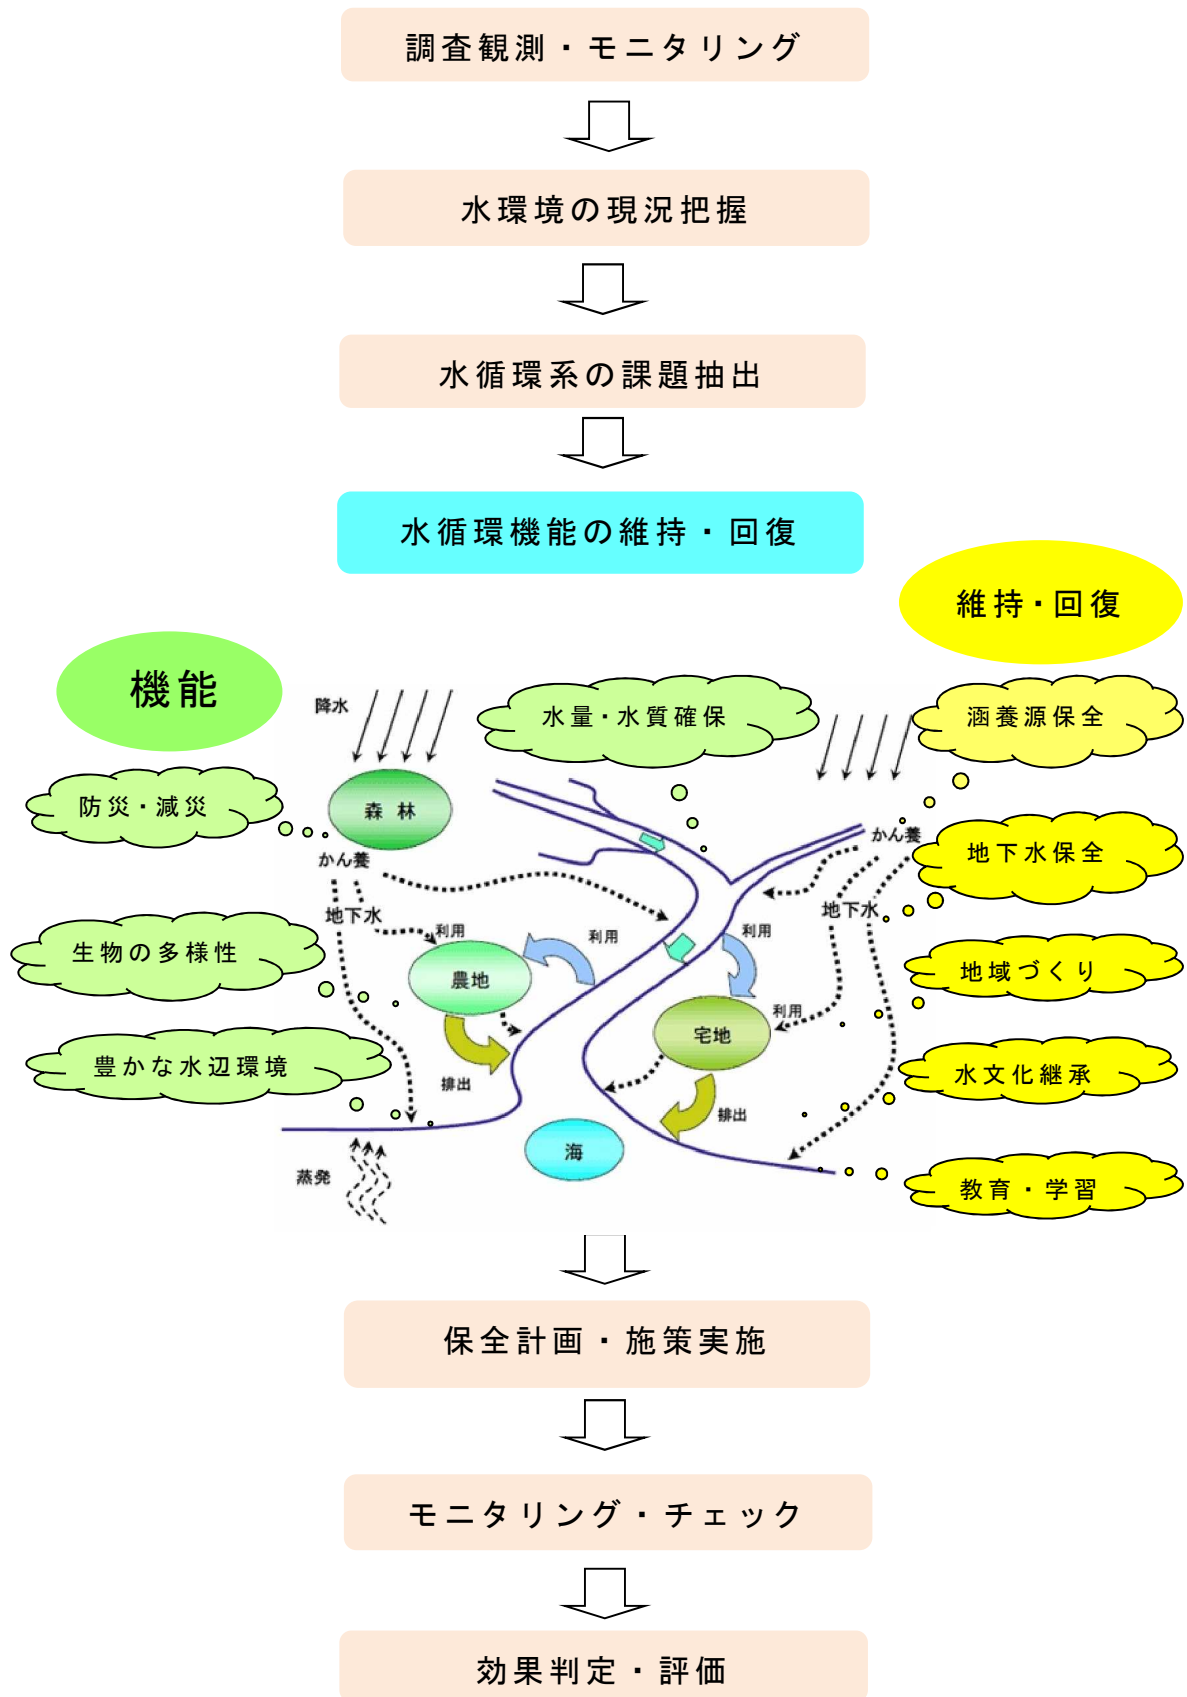 調査観測・モニタリング
水環境の現況把握
水循環系の課題抽出
水循環機能の維持・回復
維持・回復
機能
降水
水量・水質確保
涵養源保全
防災・減災
森林
かん養
かん養
地下水保全
地下水
地下水
生物の多様性
利用
利用
利用
地域づくり
農地
利用
宅地
豊かな水辺環境
排出
水文化継承
排出
海
蒸発
教育・学習
保全計画・施策実施
モニタリング・チェック
効果判定・評価